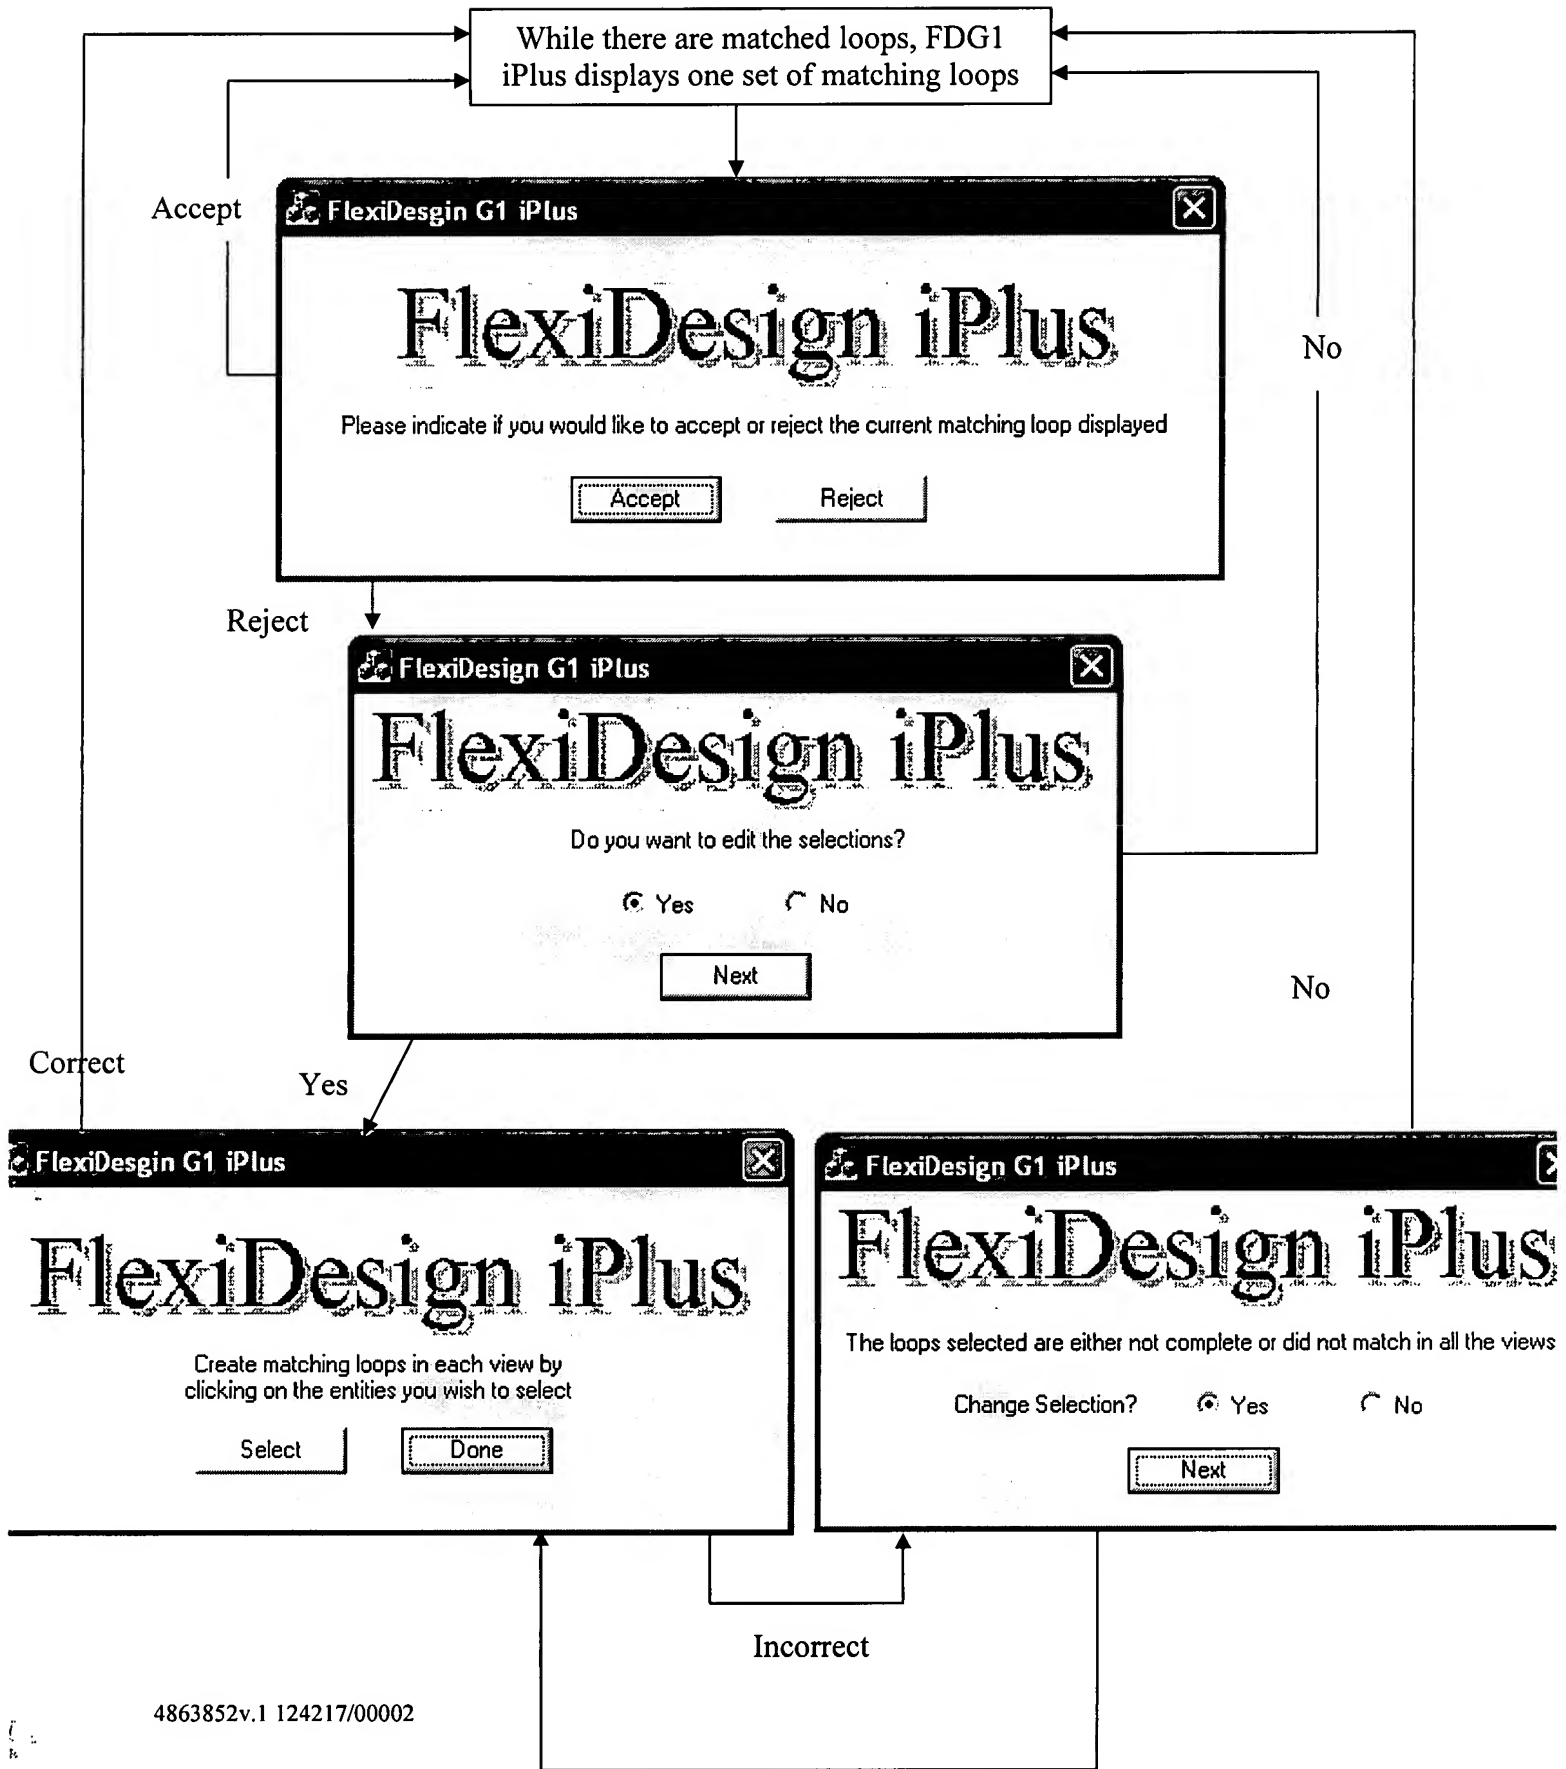 While there are matched loops, FDG1
iPlus displays one set of matching loops
Accept
FlexiDesgin G1 iPlus
FlexiDesign iPlus
No
Please indicate if you would like to accept or reject the current matching loop displayed
Accept Reject
Reject
FlexiDesign G1 iPlus
FlexiDesign iPlus
Do you want to edit the selections?
Yes No
Next
No
Correct
Yes
FlexiDesgin G1 iPlus
FlexiDesign iPlus
Create matching loops in each view by
clicking on the entities you wish to select
Select Done
FlexiDesign G1 iPlus
FlexiDesign iPlus
The loops selected are either not complete or did not match in all the views
Change Selection? Yes No
Next
Incorrect
4863852v.1 124217/00002